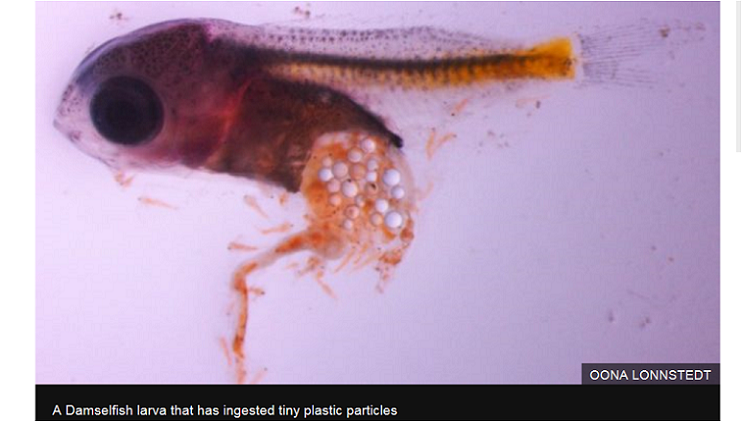 OONA LONNSTEDT
A Damselfish larva that has ingested tiny plastic particles